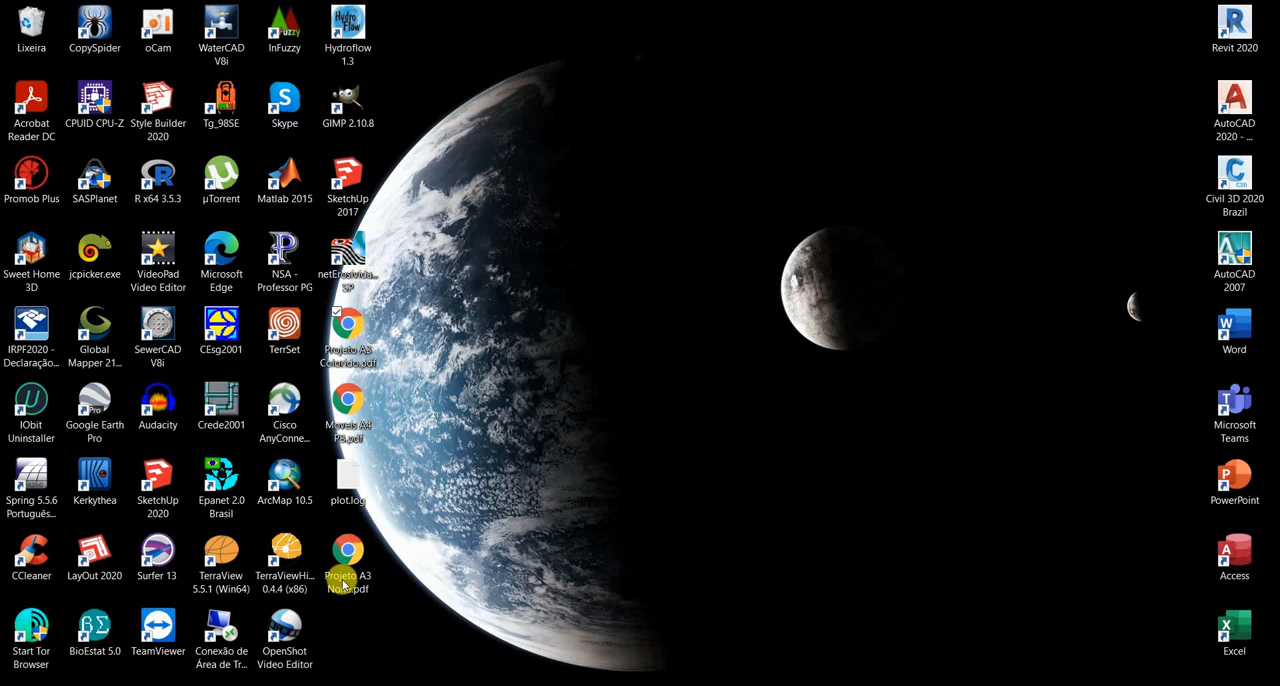 Lixeira
CopySpider
oCam
WaterCAD
V8i
InFuzzy
Hydroflow
1.3
Revit 2020
Acrobat
Reader DC
CPUID CPU-Z
Style Builder
2020
Tg_98SE
Skype
GIMP 2.10.8
AutoCAD
2020 - ...
Promob Plus
SASPlanet
R x64 3.5.3
µTorrent
Matlab 2015
SketchUp
2017
Civil 3D 2020
Brazil
Sweet Home
3D
jcpicker.exe
VideoPad
Video Editor
Microsoft
Edge
NSA -
Professor PG
netErosivida...
SP
AutoCAD
2007
IRPF2020 -
Declaração...
Global
Mapper 21...
SewerCAD
V8i
CEsg2001
TerrSet
Projeto A3
Colorido.pdf
Word
IObit
Uninstaller
Google Earth
Pro
Audacity
Crede2001
Cisco
AnyConne...
Moveis A4
PB.pdf
Microsoft
Teams
Spring 5.5.6
Português...
Kerkythea
SketchUp
2020
Epanet 2.0
Brasil
ArcMap 10.5
plot.log
PowerPoint
CCleaner
LayOut 2020
Surfer 13
TerraView
5.5.1 (Win64)
TerraViewHi...
0.4.4 (x86)
Projeto A3
Access
Start Tor
Browser
BioEstat 5.0
TeamViewer
Conexão de
Área de Tr...
OpenShot
Video Editor
Excel